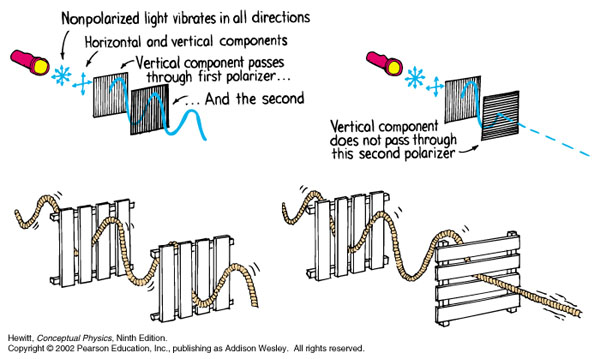 Nonpolarized light vibrates in all directions
Horizontal and vertical components
Vertical component passes
through first polarizer...
... And the second
Vertical component
does not pass through
this second polarizer
Hewitt, Conceptual Physics, Ninth Edition.
Copyright © 2002 Pearson Education, Inc., publishing as Addison Wesley. All rights reserved.